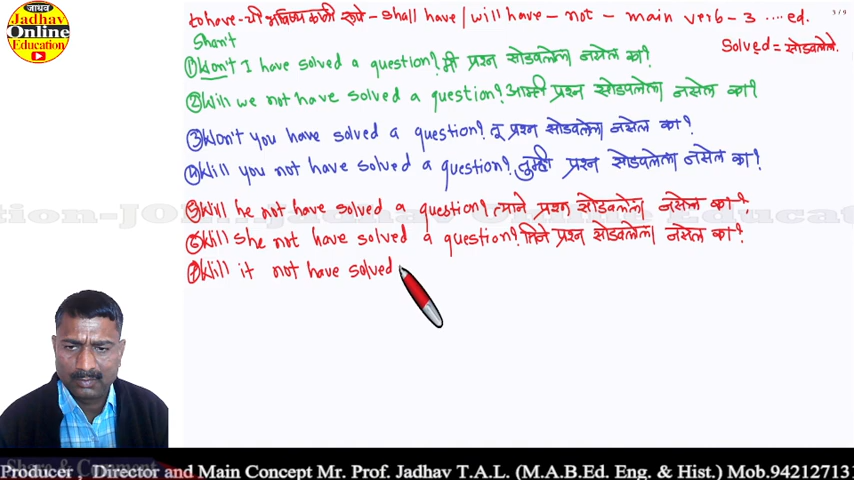 जाधव
Jadhav
Online
Education
to have - ची भविष्य काळी रूपे - shall have / will have - not - main verb - 3 .... ed.
Shan't
Solved = सोडवलेले.
① Won't I have solved a question? मी प्रश्न सोडवलेला नसेल का?
② Will we not have solved a question? आम्ही प्रश्न सोडवलेला नसेल का?
③ Won't you have solved a question? तू प्रश्न सोडवलेला नसेल का?
④ Will you not have solved a question? तुम्ही प्रश्न सोडवलेला नसेल का?
⑤ Will he not have solved a question? त्याने प्रश्न सोडवलेला नसेल का?
⑥ Will she not have solved a question? तिने प्रश्न सोडवलेला नसेल का?
⑦ Will it not have solved
Share & Comment
Producer , Director and Main Concept Mr. Prof. Jadhav T.A.L. (M.A.B.Ed. Eng. & Hist.) Mob.942127131